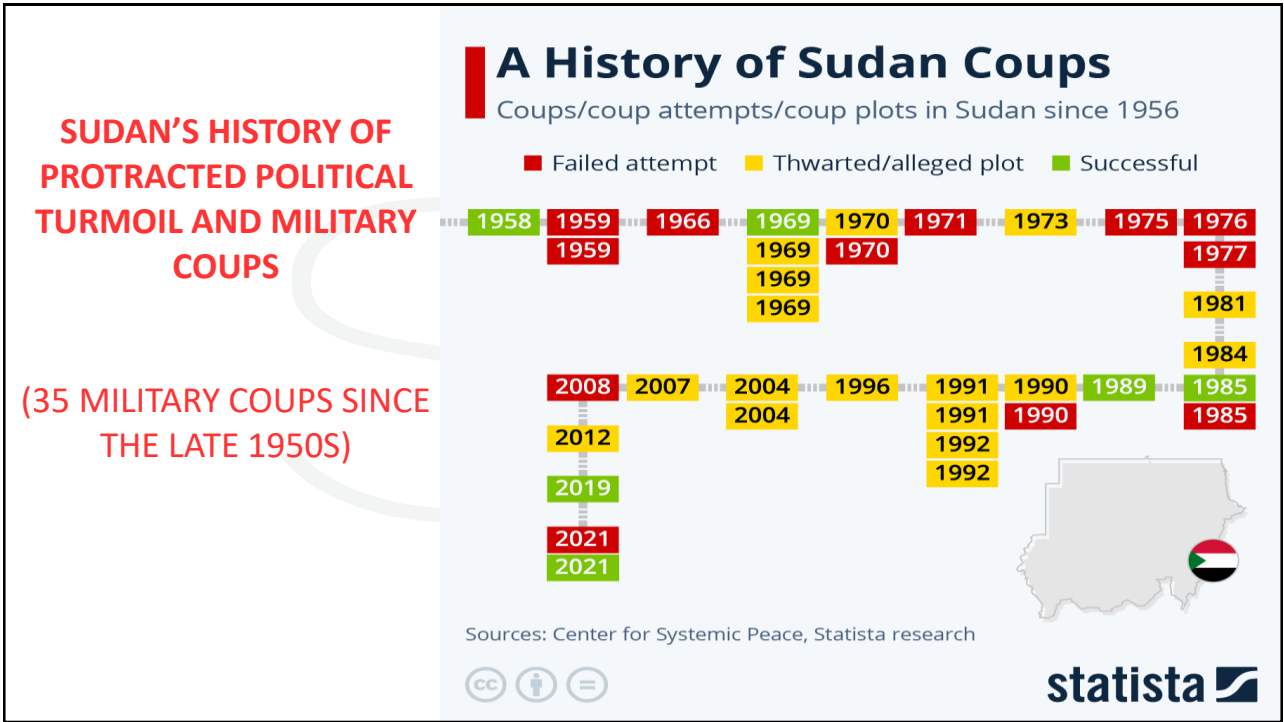 SUDAN’S HISTORY OF
PROTRACTED POLITICAL
TURMOIL AND MILITARY
COUPS
(35 MILITARY COUPS SINCE
THE LATE 1950S)
A History of Sudan Coups
Coups/coup attempts/coup plots in Sudan since 1956
Failed attempt Thwarted/alleged plot Successful
1958 1959 1966 1969 1970 1971 1973 1975 1976
1959 1969 1970 1977
1969
1969 1981
1984
2008 2007 2004 1996 1991 1990 1989 1985
2004 1991 1990 1985
2012 1992
1992
2019
2021
2021
Sources: Center for Systemic Peace, Statista research
cc
statista